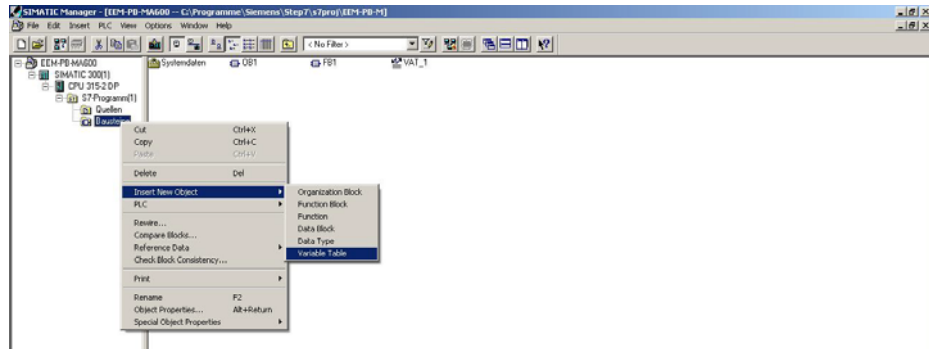 SIMATIC Manager - [EEM-PB-MA600 -- C:\Programme\Siemens\Step7\s7proj\EEM-PB-M]
File Edit Insert PLC View Options Window Help
< No Filter >
EEM-PB-MA600
SIMATIC 300(1)
CPU 315-2 DP
S7-Programm(1)
Quellen
Bausteine
Systemdaten OB1 FB1 VAT_1
Cut Ctrl+X
Copy Ctrl+C
Paste Ctrl+V
Delete Del
Insert New Object
PLC
Rewire...
Compare Blocks...
Reference Data
Check Block Consistency...
Print
Rename F2
Object Properties... Alt+Return
Special Object Properties
Organization Block
Function Block
Function
Data Block
Data Type
Variable Table